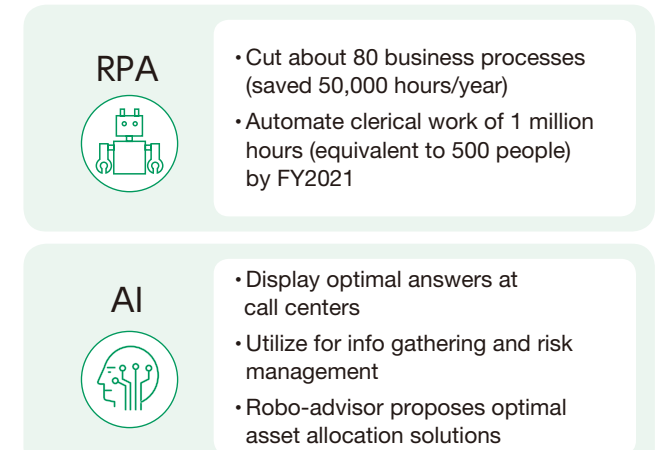 RPA
・Cut about 80 business processes
(saved 50,000 hours/year)
・Automate clerical work of 1 million
hours (equivalent to 500 people)
by FY2021
AI
・Display optimal answers at
call centers
・Utilize for info gathering and risk
management
・Robo-advisor proposes optimal
asset allocation solutions